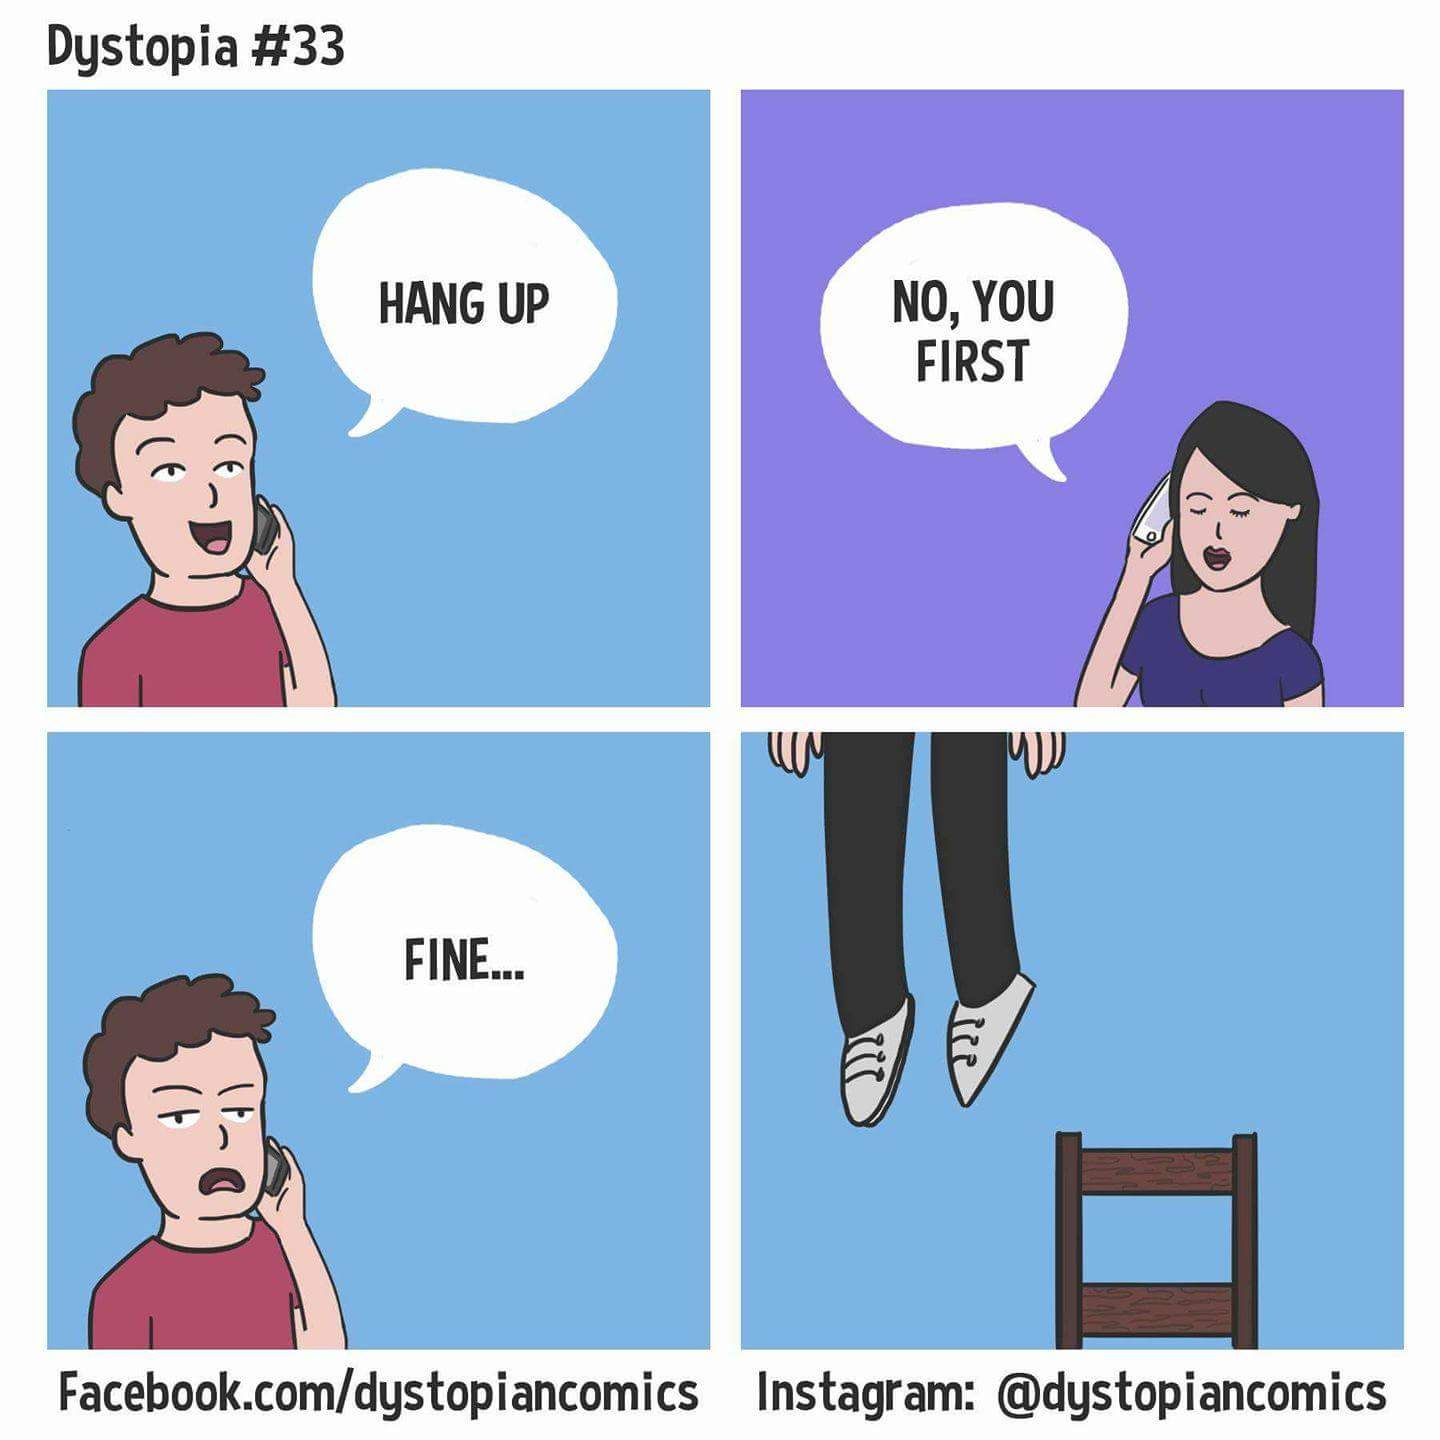 Dystopia #33
HANG UP
NO, YOU
FIRST
FINE...
Facebook.com/dystopiancomics
Instagram: @dystopiancomics